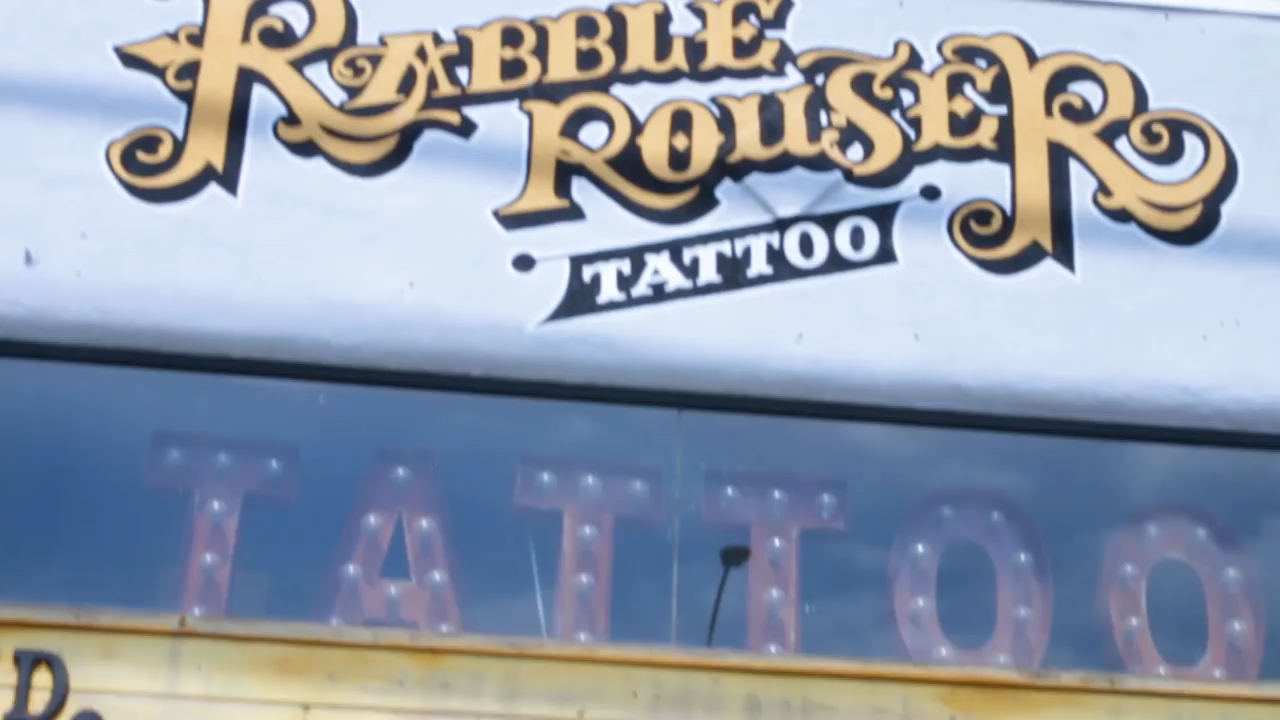 RABBLE
ROUSER
TATTOO
TATTOO
D.